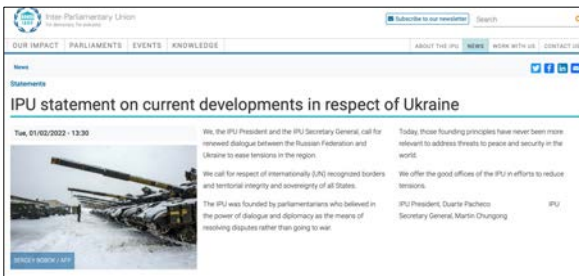 Inter-Parliamentary Union
For democracy. For everyone.
Subscribe to our newsletter
Search
OUR IMPACT PARLIAMENTS EVENTS KNOWLEDGE
ABOUT THE IPU NEWS WORK WITH US CONTACT US
News
Statements
IPU statement on current developments in respect of Ukraine
Tue, 01/02/2022 - 13:30
SERGEY BOBOK / AFP
We, the IPU President and the IPU Secretary General, call for
renewed dialogue between the Russian Federation and
Ukraine to ease tensions in the region.
We call for respect of internationally (UN) recognized borders
and territorial integrity and sovereignty of all States.
The IPU was founded by parliamentarians who believed in
the power of dialogue and diplomacy as the means of
resolving disputes rather than going to war.
Today, those founding principles have never been more
relevant to address threats to peace and security in the
world.
We offer the good offices of the IPU in efforts to reduce
tensions.
IPU President, Duarte Pacheco IPU
Secretary General, Martin Chungong